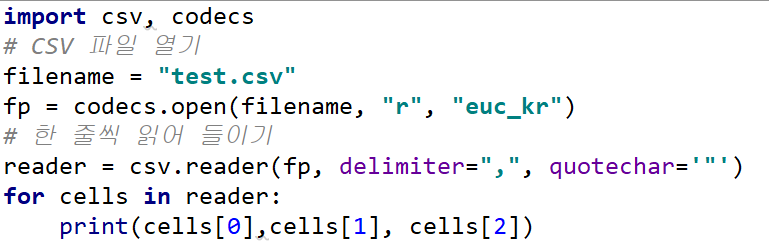 import csv, codecs
# CSV 파일 열기
filename = "test.csv"
fp = codecs.open(filename, "r", "euc_kr")
# 한 줄씩 읽어 들이기
reader = csv.reader(fp, delimiter=",", quotechar='"')
for cells in reader:
    print(cells[0],cells[1], cells[2])